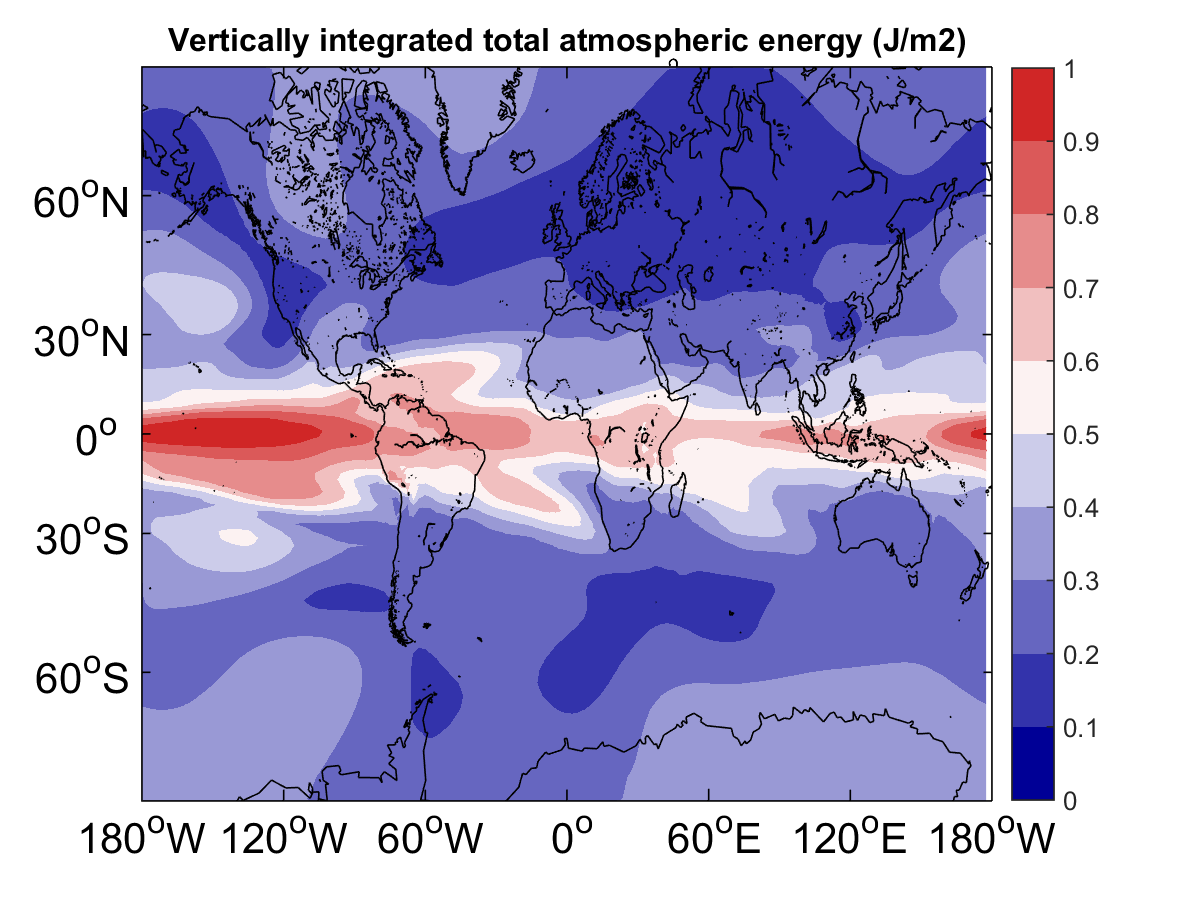 Vertically integrated total atmospheric energy (J/m2)
1
0.9
0.8
0.7
0.6
0.5
0.4
0.3
0.2
0.1
0
60°N
30°N
0°
30°S
60°S
180°W 120°W 60°W 0° 60°E 120°E 180°W